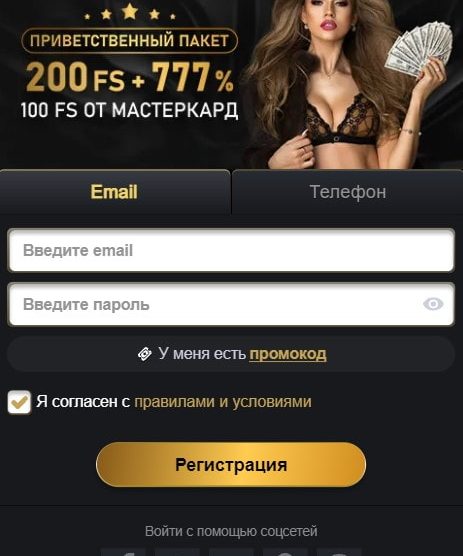 ПРИВЕТСТВЕННЫЙ ПАКЕТ
200 FS + 777%
100 FS ОТ МАСТЕРКАРД
Email Телефон
Введите email
Введите пароль
У меня есть промокод
Я согласен с правилами и условиями
Регистрация
Войти с помощью соцсетей